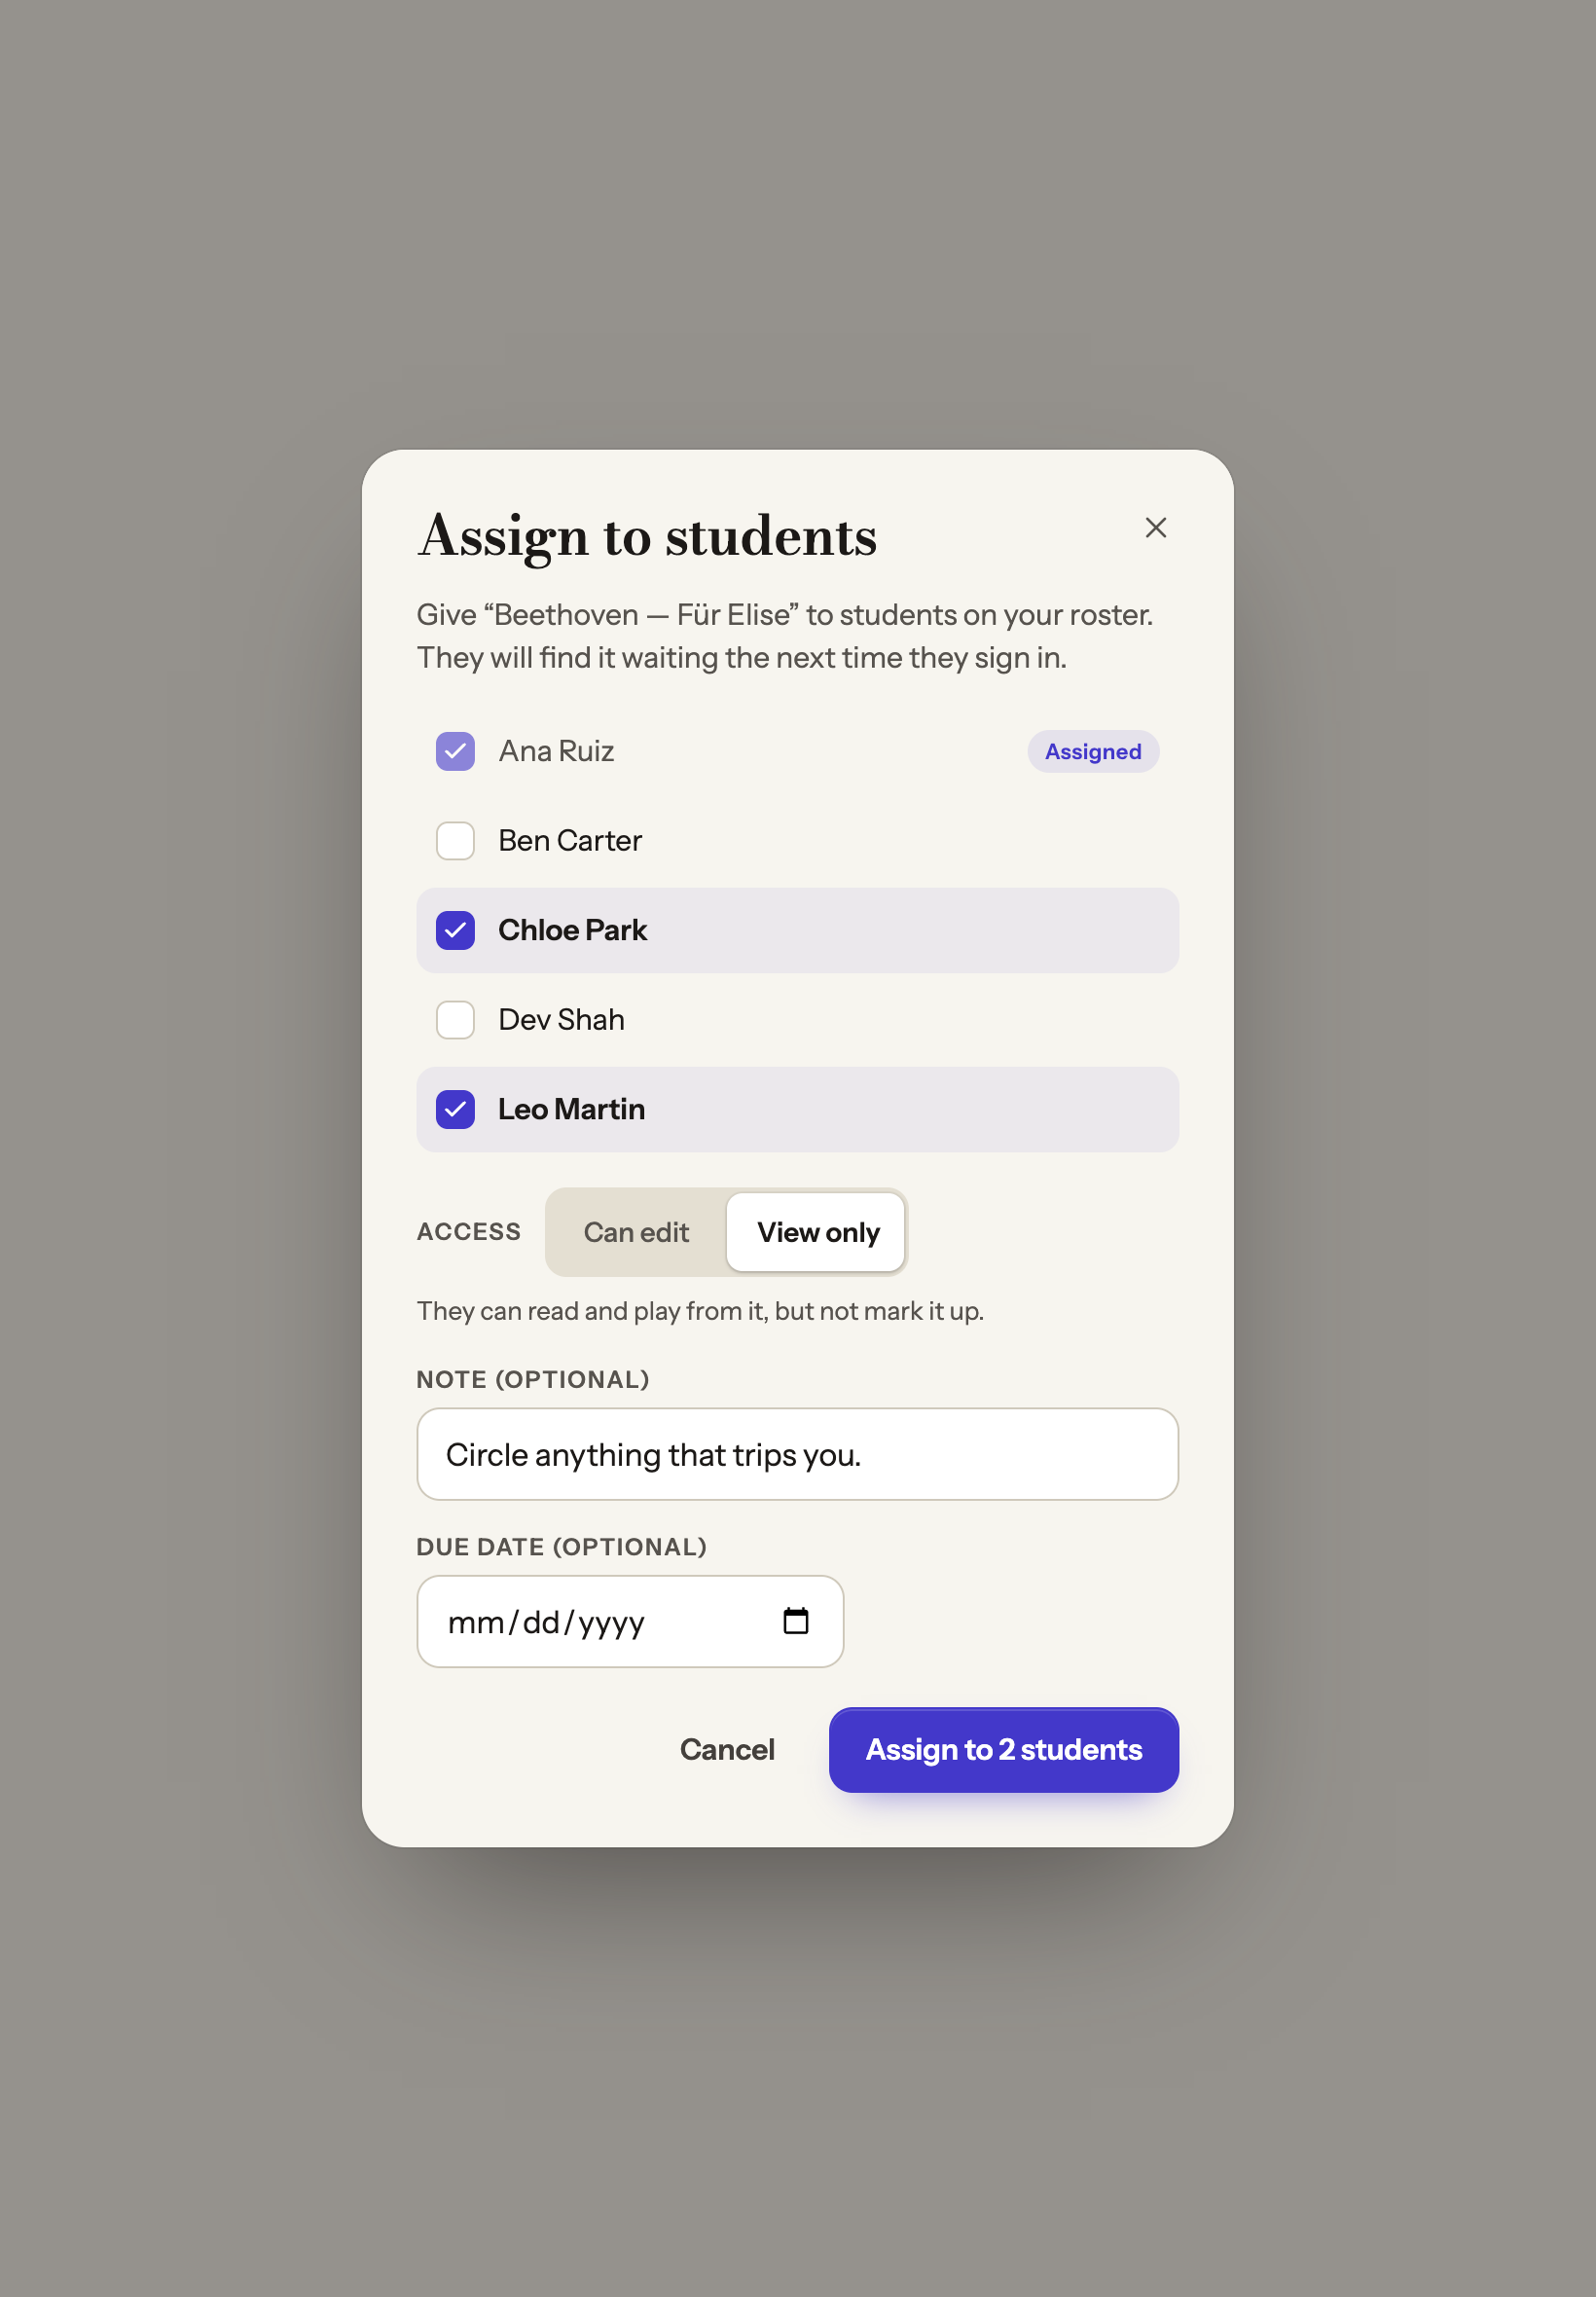 Assign to students
Give “Beethoven — Für Elise” to students on your roster.
They will find it waiting the next time they sign in.
Ana Ruiz Assigned
Ben Carter
Chloe Park
Dev Shah
Leo Martin
ACCESS Can edit View only
They can read and play from it, but not mark it up.
NOTE (OPTIONAL)
Circle anything that trips you.
DUE DATE (OPTIONAL)
mm/dd/yyyy
Cancel Assign to 2 students